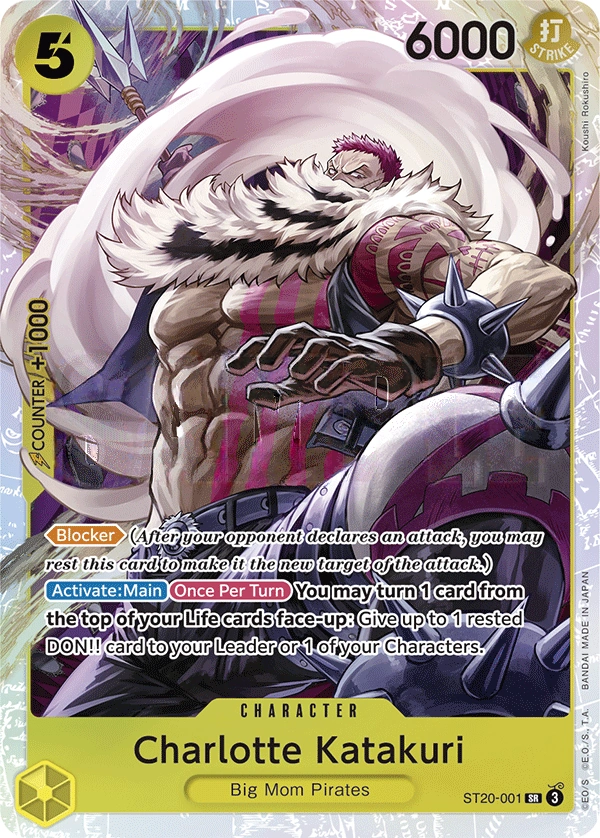 5
6000
打
STRIKE
Koushi Rokushiro
COUNTER +1000
Blocker (After your opponent declares an attack, you may
rest this card to make it the new target of the attack.)
Activate:Main Once Per Turn You may turn 1 card from
the top of your Life cards face-up: Give up to 1 rested
DON!! card to your Leader or 1 of your Characters.
CHARACTER
Charlotte Katakuri
Big Mom Pirates
ST20-001 SR 3
©EO/S ©E.O./S., T.A. BANDAI MADE IN JAPAN